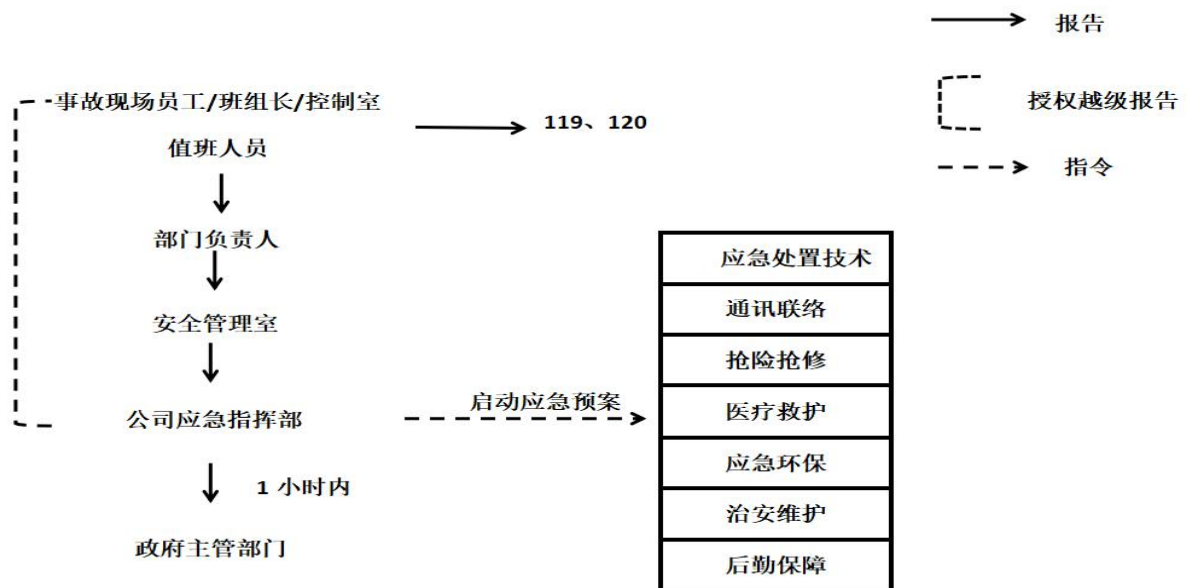 报告
事故现场员工/班组长/控制室
授权越级报告
119、120
值班人员
指令
部门负责人
应急处置技术
通讯联络
安全管理室
抢险抢修
启动应急预案
医疗救护
公司应急指挥部
应急环保
1 小时内
治安维护
政府主管部门
后勤保障